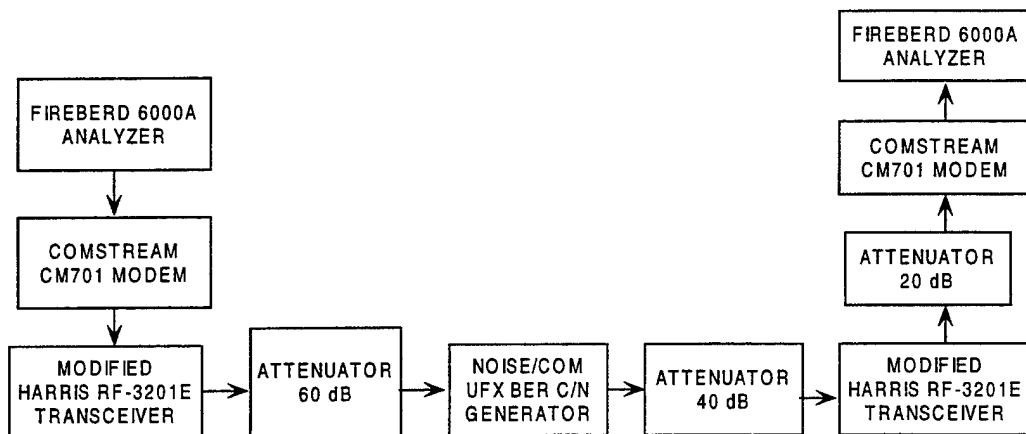 FIREBERD 6000A
ANALYZER
COMSTREAM
CM701 MODEM
MODIFIED
HARRIS RF-3201E
TRANSCEIVER
ATTENUATOR
60 dB
NOISE/COM
UFX BER C/N
GENERATOR
ATTENUATOR
40 dB
MODIFIED
HARRIS RF-3201E
TRANSCEIVER
ATTENUATOR
20 dB
COMSTREAM
CM701 MODEM
FIREBERD 6000A
ANALYZER